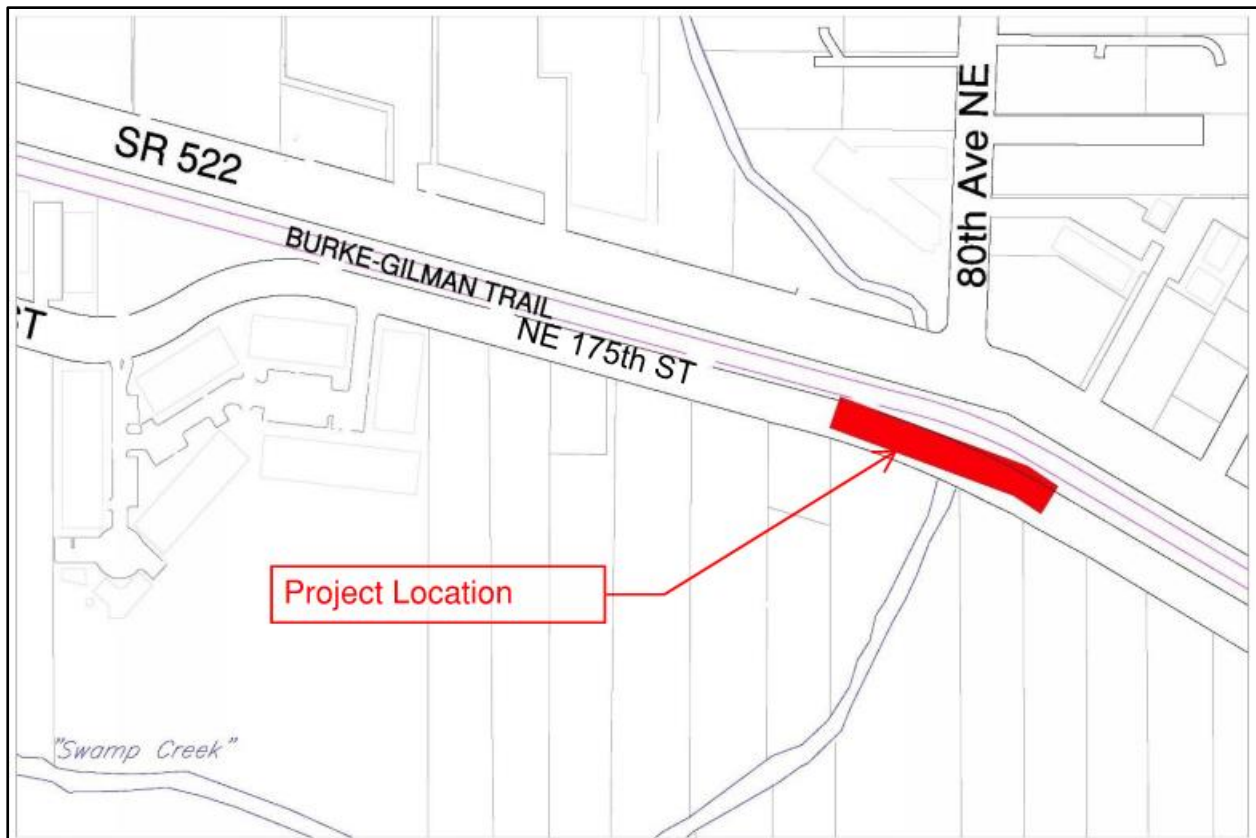 SR 522
80th Ave NE
BURKE-GILMAN TRAIL
NE 175th ST
Project Location
"Swamp Creek"